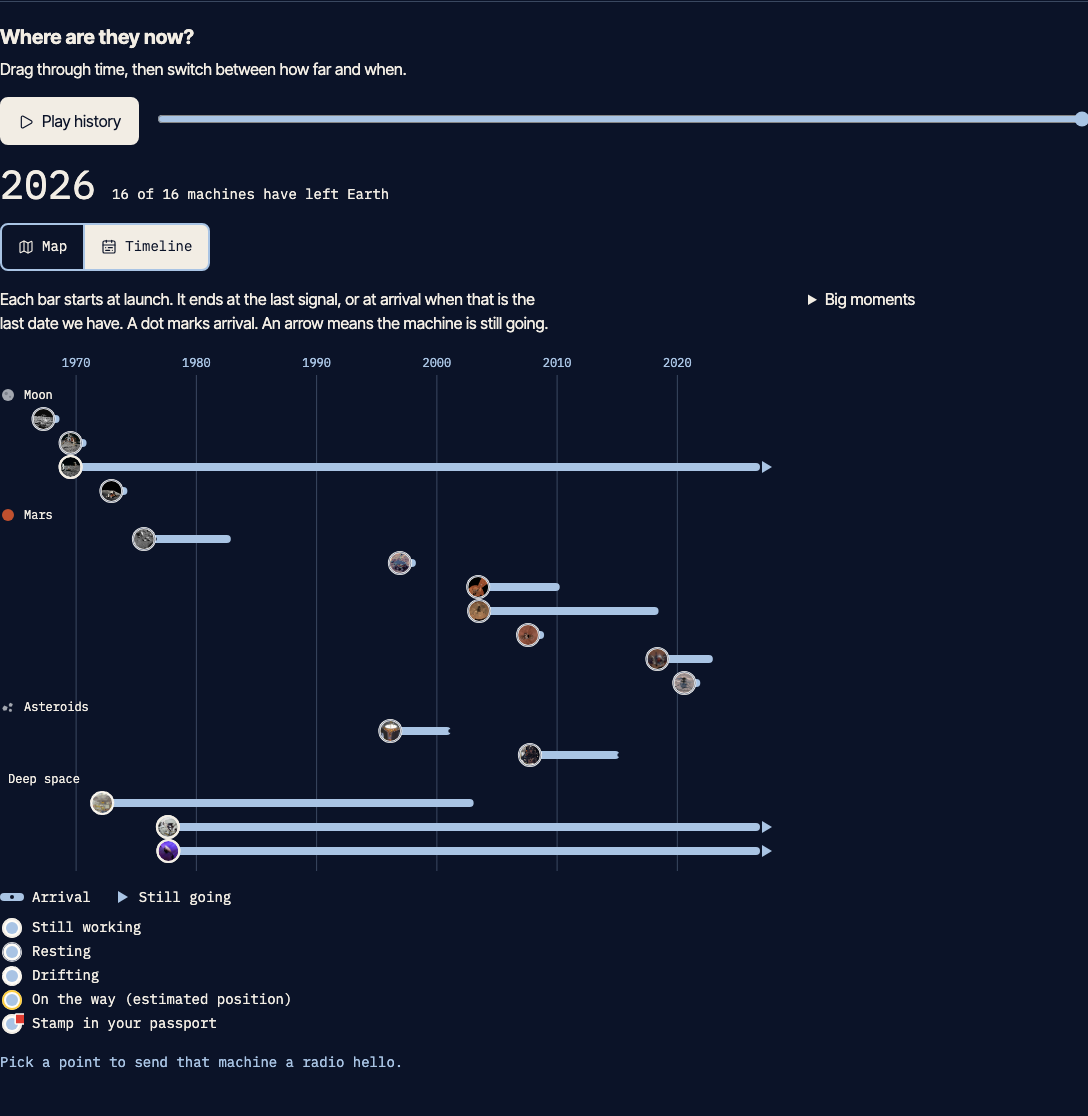 Where are they now?
Drag through time, then switch between how far and when.
Play history
2026 16 of 16 machines have left Earth
Map Timeline
Each bar starts at launch. It ends at the last signal, or at arrival when that is the
last date we have. A dot marks arrival. An arrow means the machine is still going.
Big moments
1970 1980 1990 2000 2010 2020
Moon
Mars
Asteroids
Deep space
Arrival Still going
Still working
Resting
Drifting
On the way (estimated position)
Stamp in your passport
Pick a point to send that machine a radio hello.